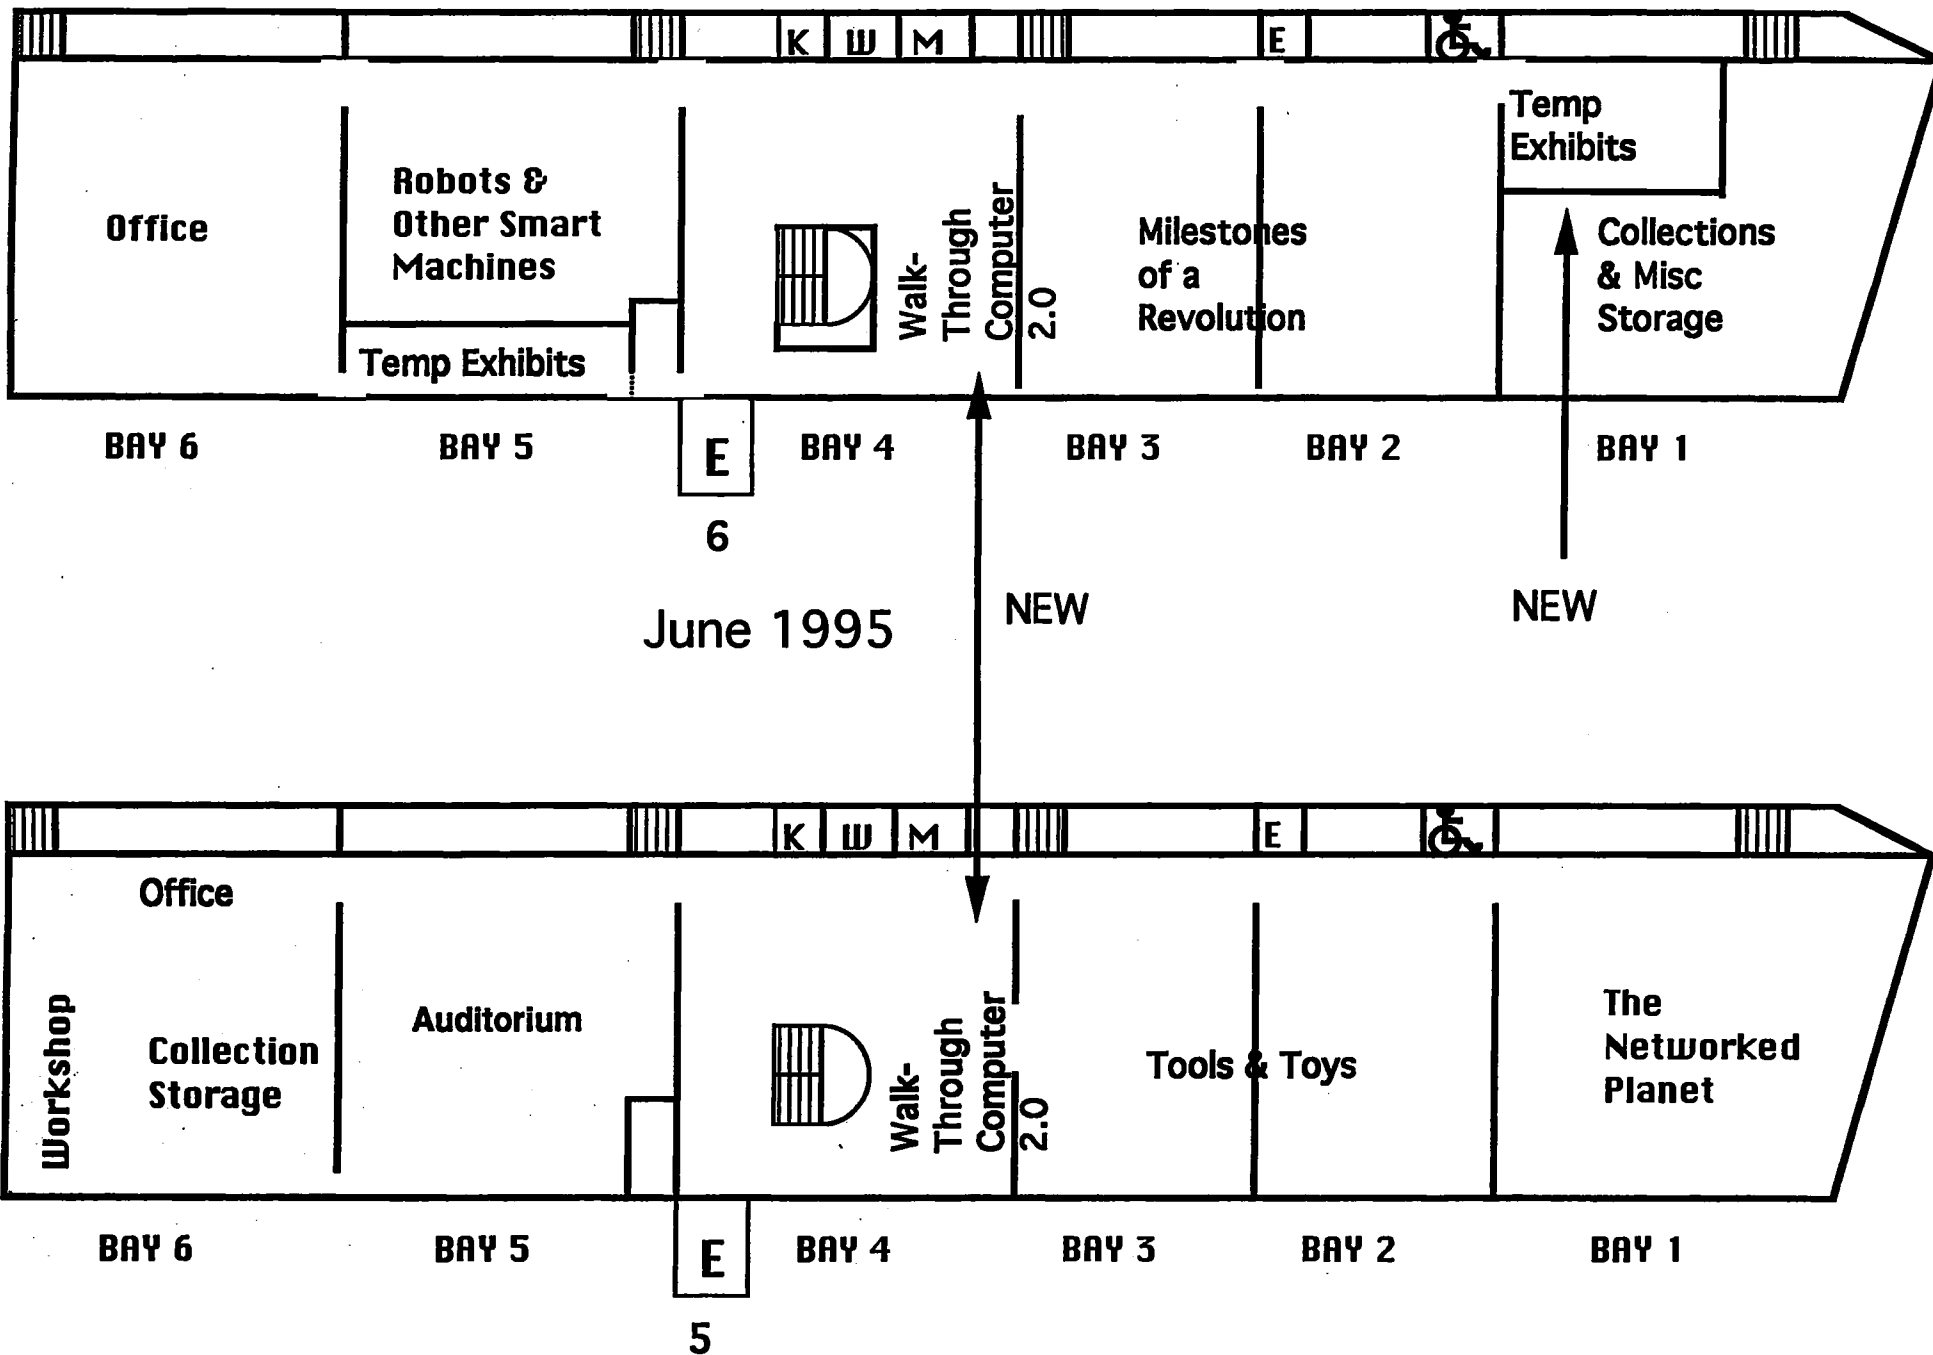 K W M E
Temp
Exhibits
Office
Robots &
Other Smart
Machines
Temp Exhibits
Walk-
Through
Computer
2.0
Milestones
of a
Revolution
Collections
& Misc
Storage
BAY 6 BAY 5 E BAY 4 BAY 3 BAY 2 BAY 1
6
June 1995
NEW
NEW
K W M E
Office
Workshop
Collection
Storage
Auditorium
Walk-
Through
Computer
2.0
Tools & Toys
The
Networked
Planet
BAY 6 BAY 5 E BAY 4 BAY 3 BAY 2 BAY 1
5